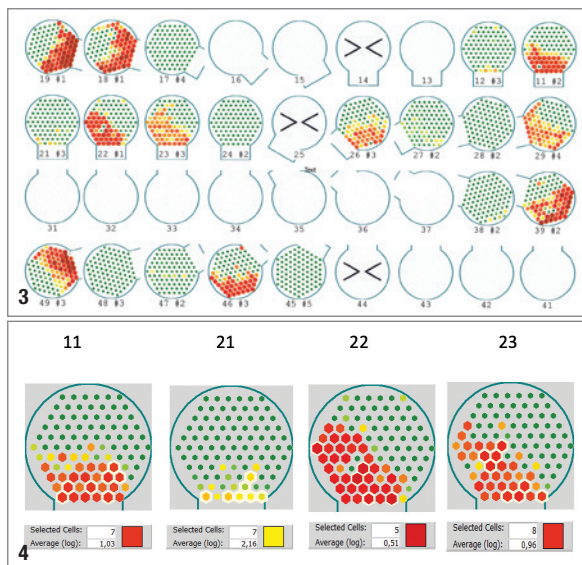 19 #1 18 #1 17 #4 16 15 14 13 12 #3 11 #2
21 #3 22 #1 23 #3 24 #2 25 26 #3 27 #2 28 #2 29 #4
31 32 33 34 35 36 37 38 #2 39 #2
49 #3 48 #3 47 #2 46 #3 45 #5 44 43 42 41
3
11 21 22 23
Selected Cells: 7 Selected Cells: 7 Selected Cells: 5 Selected Cells: 8
Average (log): 1,03 Average (log): 2,16 Average (log): 0,51 Average (log): 0,96
4